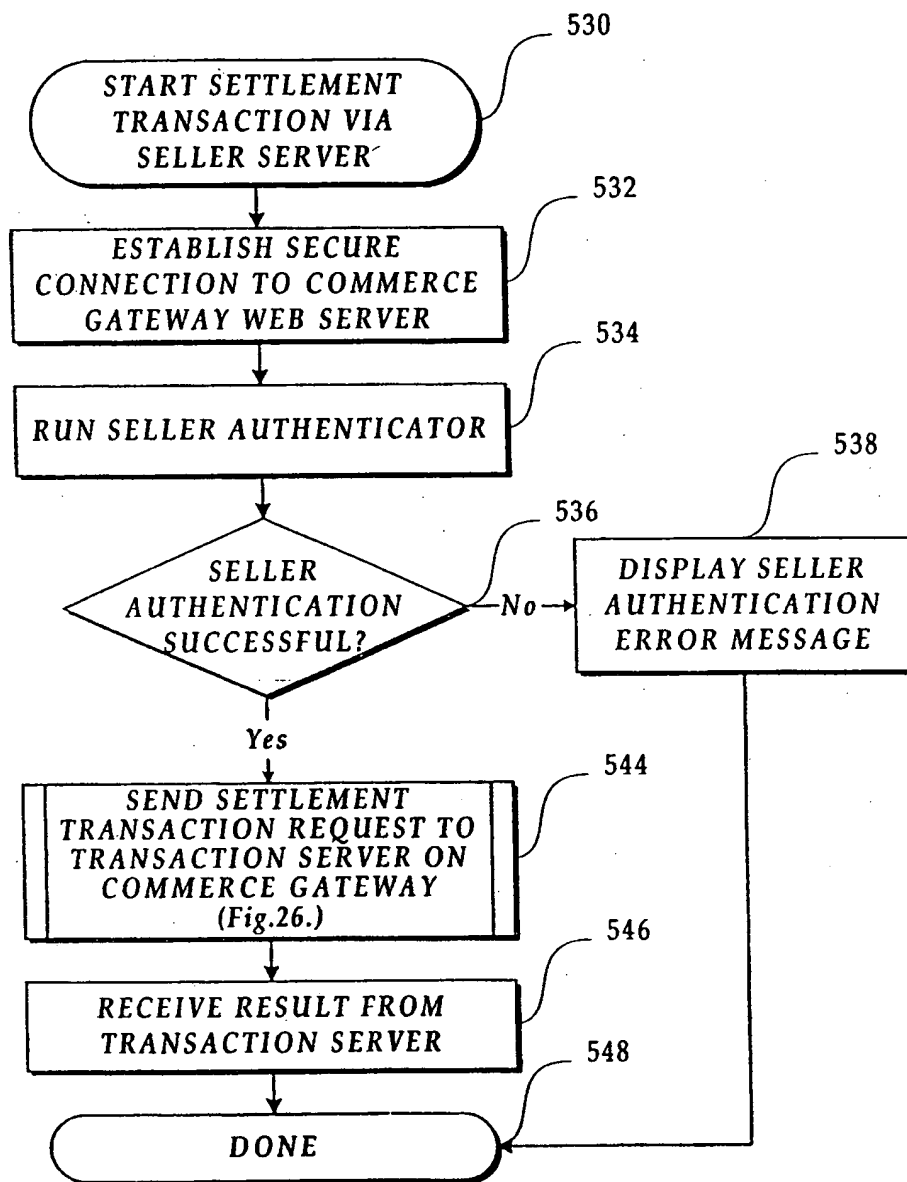 530
START SETTLEMENT
TRANSACTION VIA
SELLER SERVER
532
ESTABLISH SECURE
CONNECTION TO COMMERCE
GATEWAY WEB SERVER
534
RUN SELLER AUTHENTICATOR
536
SELLER
AUTHENTICATION
SUCCESSFUL?
No
538
DISPLAY SELLER
AUTHENTICATION
ERROR MESSAGE
Yes
544
SEND SETTLEMENT
TRANSACTION REQUEST TO
TRANSACTION SERVER ON
COMMERCE GATEWAY
(Fig.26.)
546
RECEIVE RESULT FROM
TRANSACTION SERVER
548
DONE